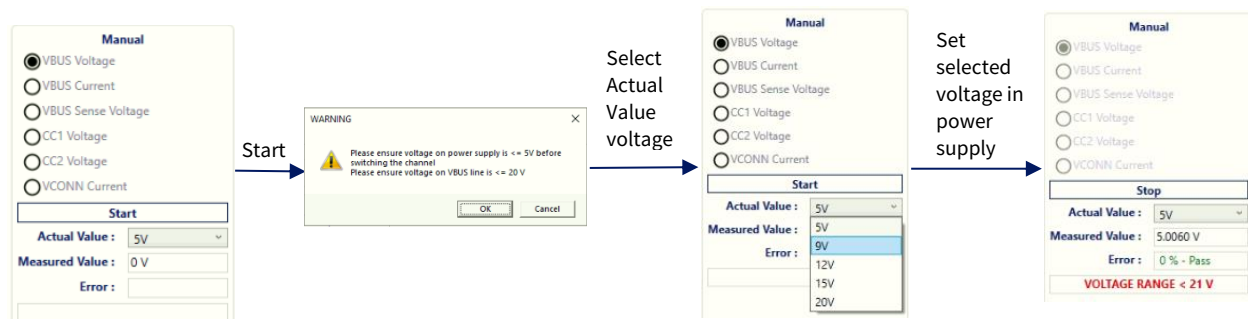 Manual
VBUS Voltage
VBUS Current
VBUS Sense Voltage
CC1 Voltage
CC2 Voltage
VCONN Current
Start
Actual Value : 5V
Measured Value : 0 V
Error :
Start
WARNING
Please ensure voltage on power supply is <= 5V before
switching the channel
Please ensure voltage on VBUS line is <= 20 V
OK Cancel
Select
Actual
Value
voltage
Manual
VBUS Voltage
VBUS Current
VBUS Sense Voltage
CC1 Voltage
CC2 Voltage
VCONN Current
Start
Actual Value : 5V
Measured Value : 5V
Error : 9V
12V
15V
20V
Set
selected
voltage in
power
supply
Manual
VBUS Voltage
VBUS Current
VBUS Sense Voltage
CC1 Voltage
CC2 Voltage
VCONN Current
Stop
Actual Value : 5V
Measured Value : 5.0060 V
Error : 0 % - Pass
VOLTAGE RANGE < 21 V